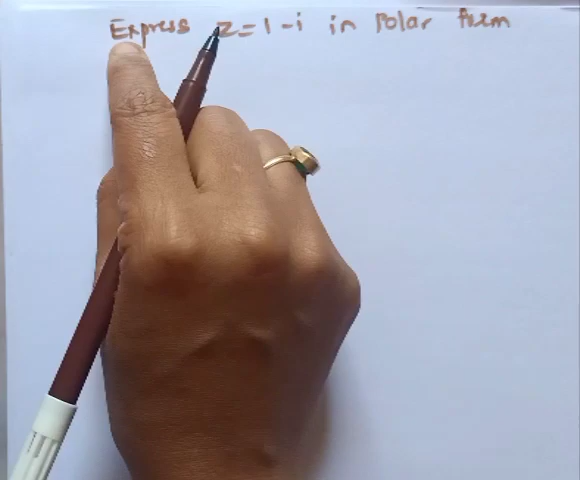 Express z = 1 - i in Polar form